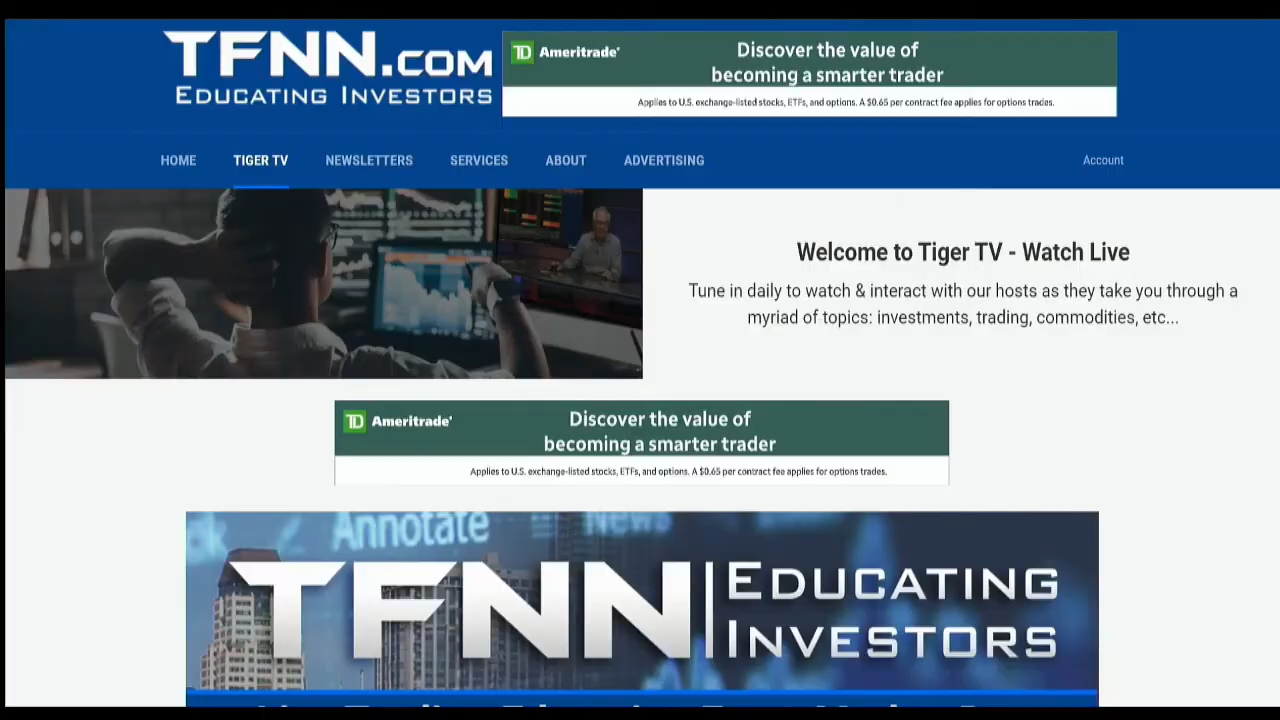 TFNN.COM
EDUCATING INVESTORS
TD Ameritrade
Discover the value of
becoming a smarter trader
Applies to U.S. exchange-listed stocks, ETFs, and options. A $0.65 per contract fee applies for options trades.
HOME TIGER TV NEWSLETTERS SERVICES ABOUT ADVERTISING Account
Welcome to Tiger TV - Watch Live
Tune in daily to watch & interact with our hosts as they take you through a
myriad of topics: investments, trading, commodities, etc...
TD Ameritrade
Discover the value of
becoming a smarter trader
Applies to U.S. exchange-listed stocks, ETFs, and options. A $0.65 per contract fee applies for options trades.
Annotate News
TFNN EDUCATING
INVESTORS